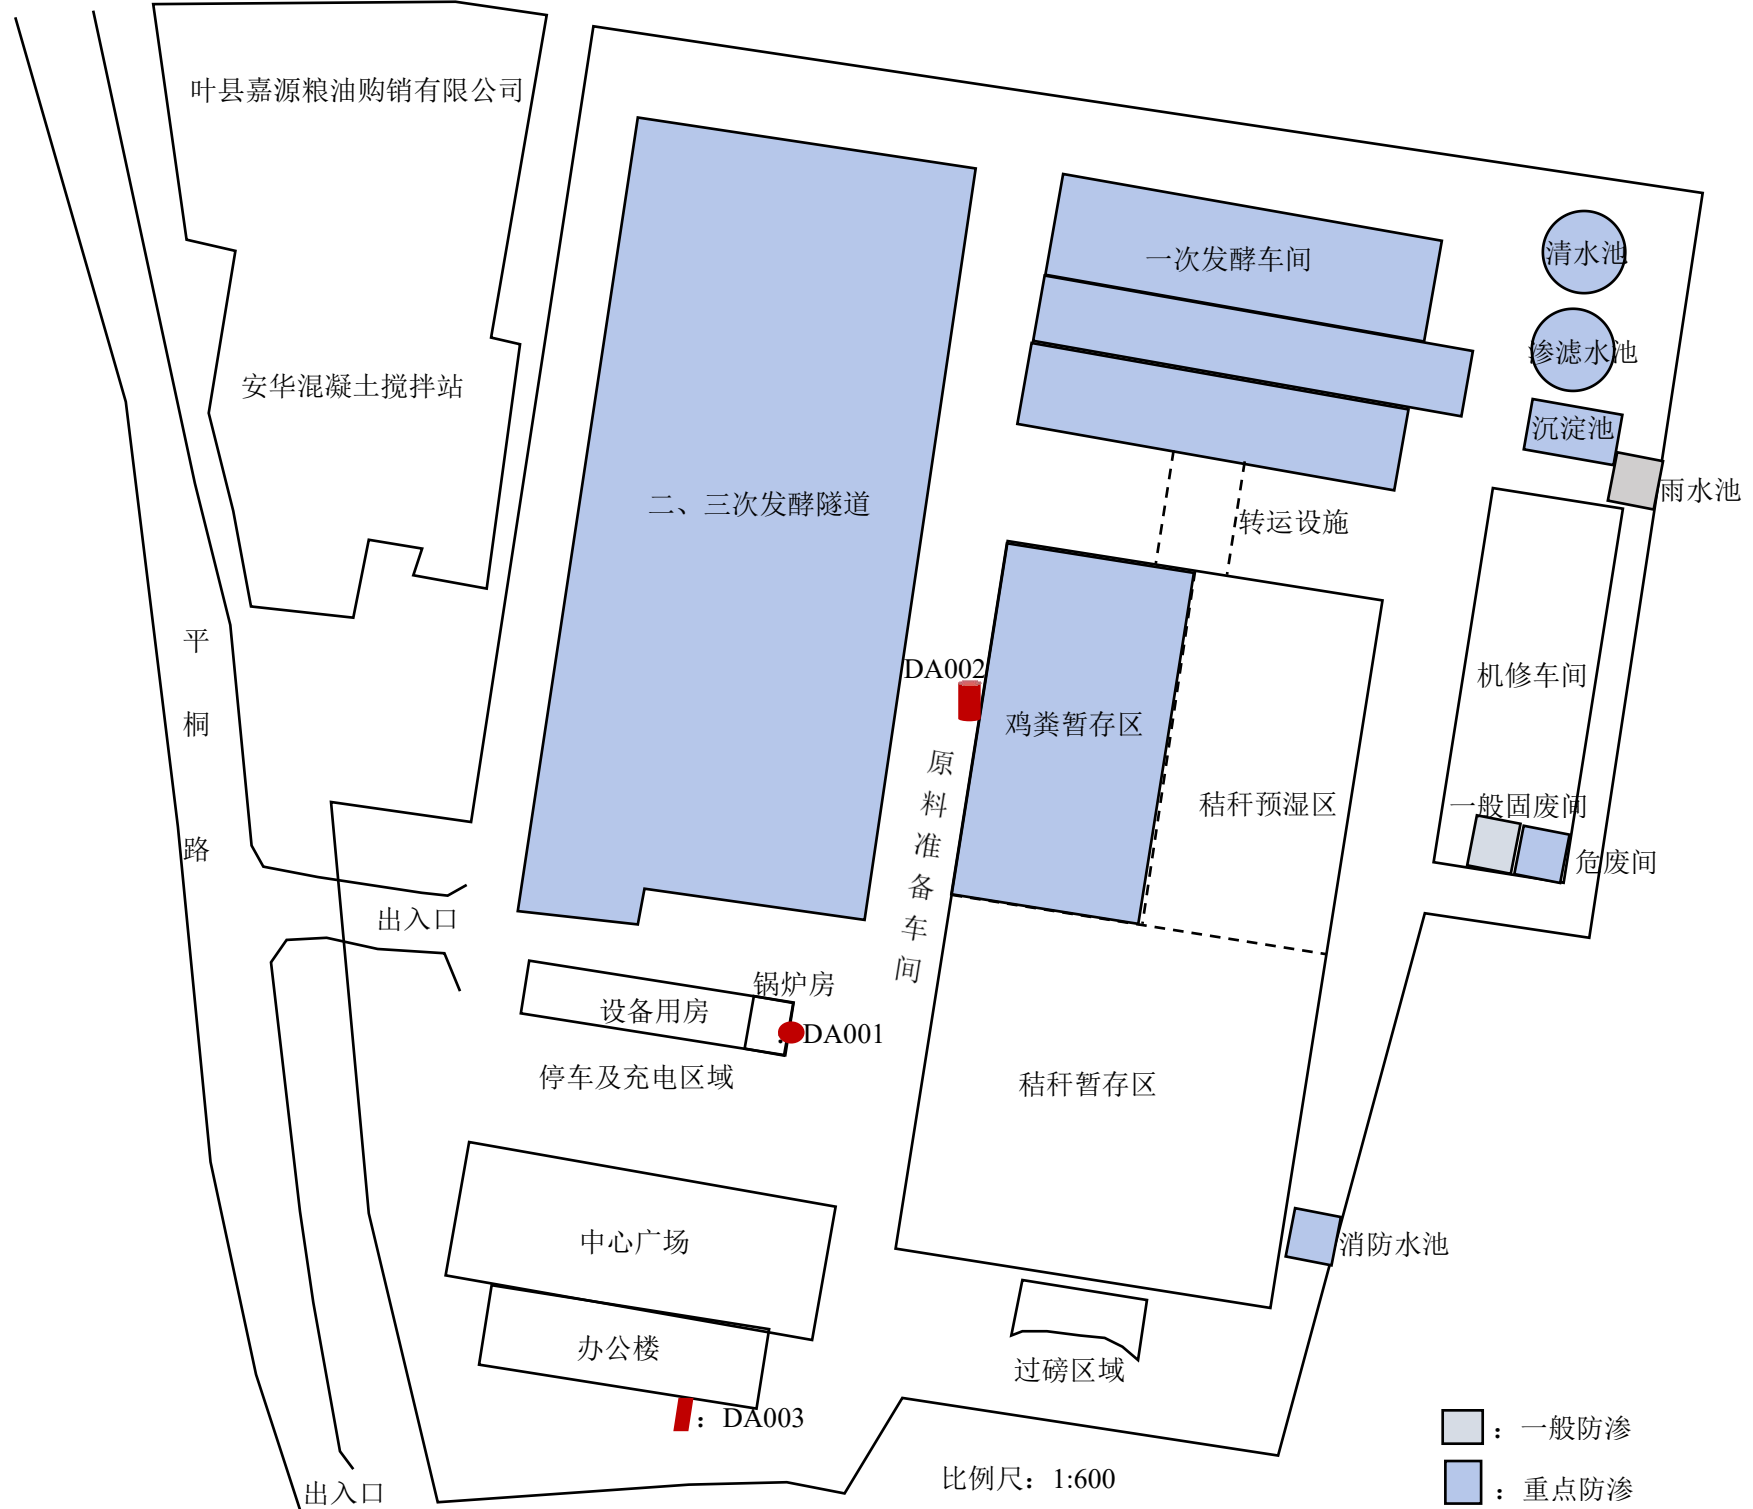 叶县嘉源粮油购销有限公司
一次发酵车间
清水池
渗滤水池
安华混凝土搅拌站
沉淀池
雨水池
二、三次发酵隧道
转运设施
平桐路
DA002
机修车间
鸡粪暂存区
原料准备车间
秸秆预湿区
一般固废间
危废间
出入口
锅炉房
设备用房
:
DA001
停车及充电区域
秸秆暂存区
中心广场
消防水池
办公楼
过磅区域
：DA003
：一般防渗
比例尺：1:600
：重点防渗
出入口